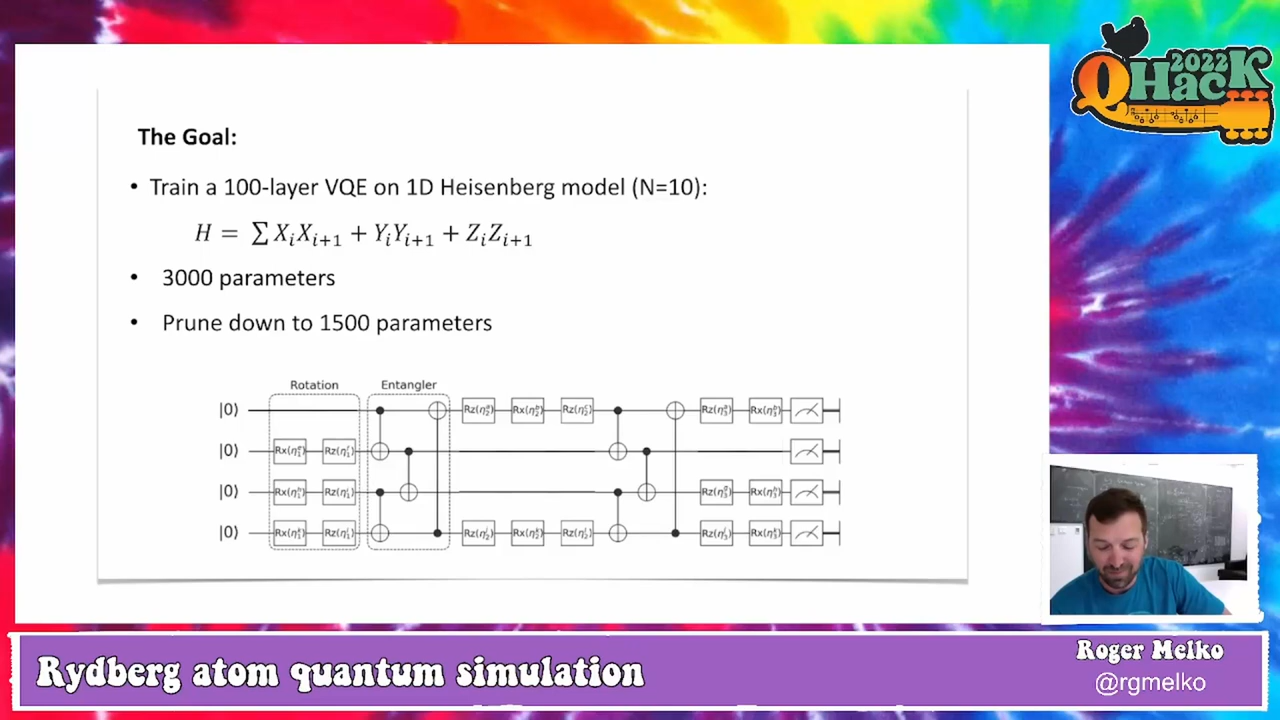 2022
QHack
The Goal:
• Train a 100-layer VQE on 1D Heisenberg model (N=10):
H = ∑ XᵢXᵢ₊₁ + YᵢYᵢ₊₁ + ZᵢZᵢ₊₁
• 3000 parameters
• Prune down to 1500 parameters
Rotation Entangler
|0⟩
|0⟩
|0⟩
|0⟩
Rydberg atom quantum simulation
Roger Melko
@rgmelko